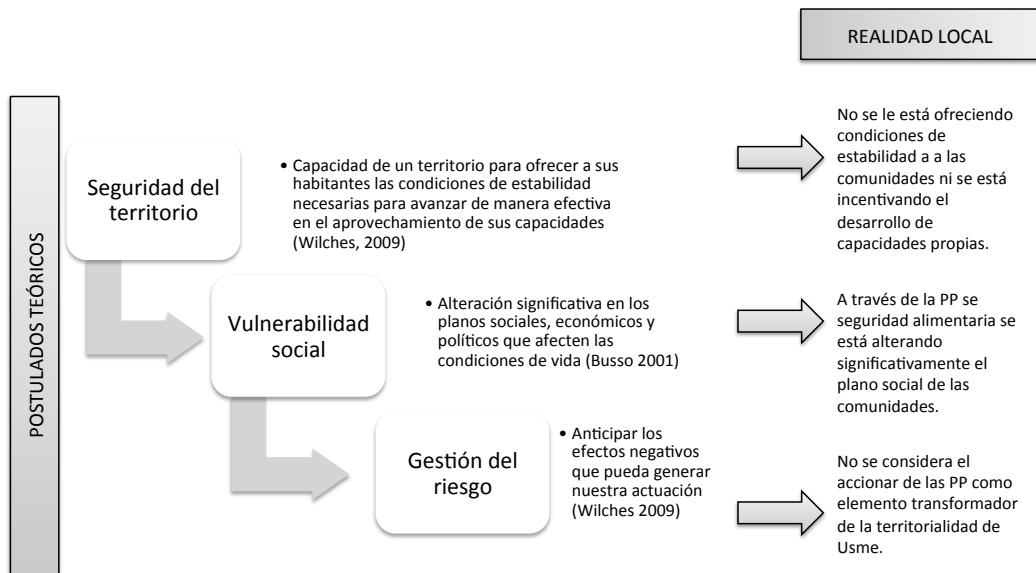 REALIDAD LOCAL
POSTULADOS TEÓRICOS
Seguridad del
territorio
• Capacidad de un territorio para ofrecer a sus
habitantes las condiciones de estabilidad
necesarias para avanzar de manera efectiva
en el aprovechamiento de sus capacidades
(Wilches, 2009)
No se le está ofreciendo
condiciones de
estabilidad a a las
comunidades ni se está
incentivando el
desarrollo de
capacidades propias.
Vulnerabilidad
social
• Alteración significativa en los
planos sociales, económicos y
políticos que afecten las
condiciones de vida (Busso 2001)
A través de la PP se
seguridad alimentaria se
está alterando
significativamente el
plano social de las
comunidades.
Gestión del
riesgo
• Anticipar los
efectos negativos
que pueda generar
nuestra actuación
(Wilches 2009)
No se considera el
accionar de las PP como
elemento transformador
de la territorialidad de
Usme.